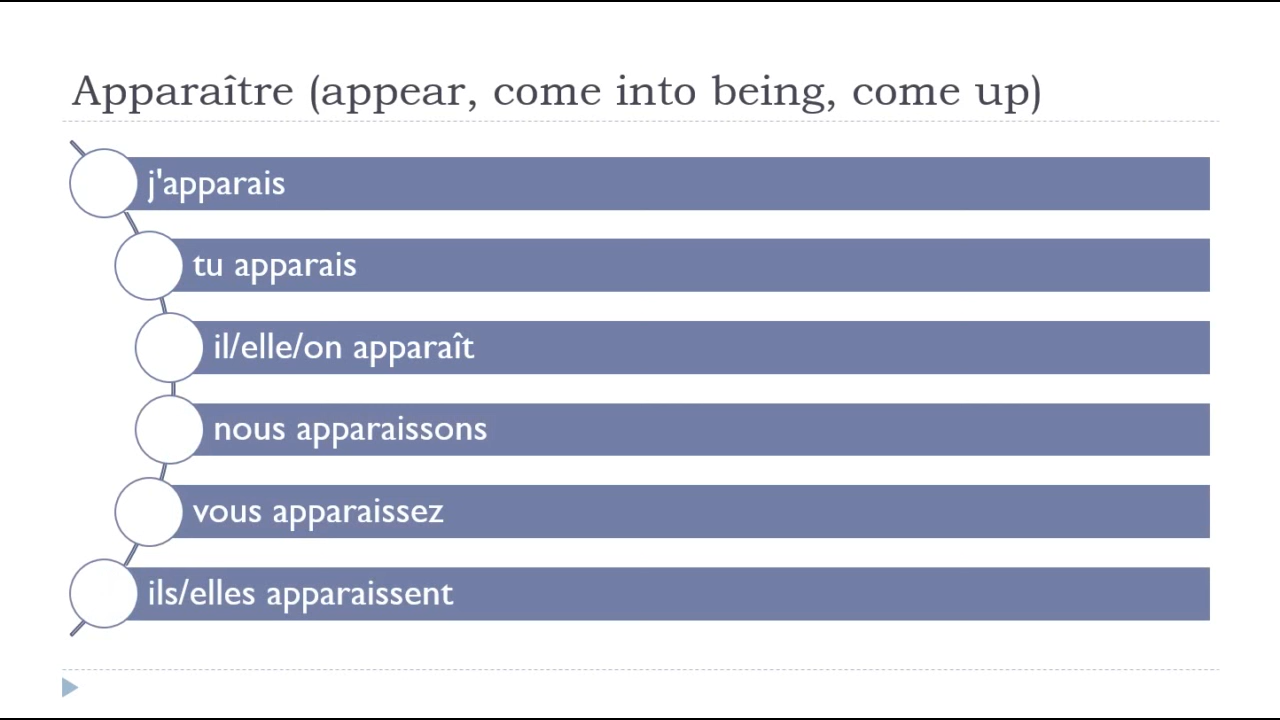 Apparaître (appear, come into being, come up)
j'apparais
tu apparais
il/elle/on apparaît
nous apparaissons
vous apparaissez
ils/elles apparaissent